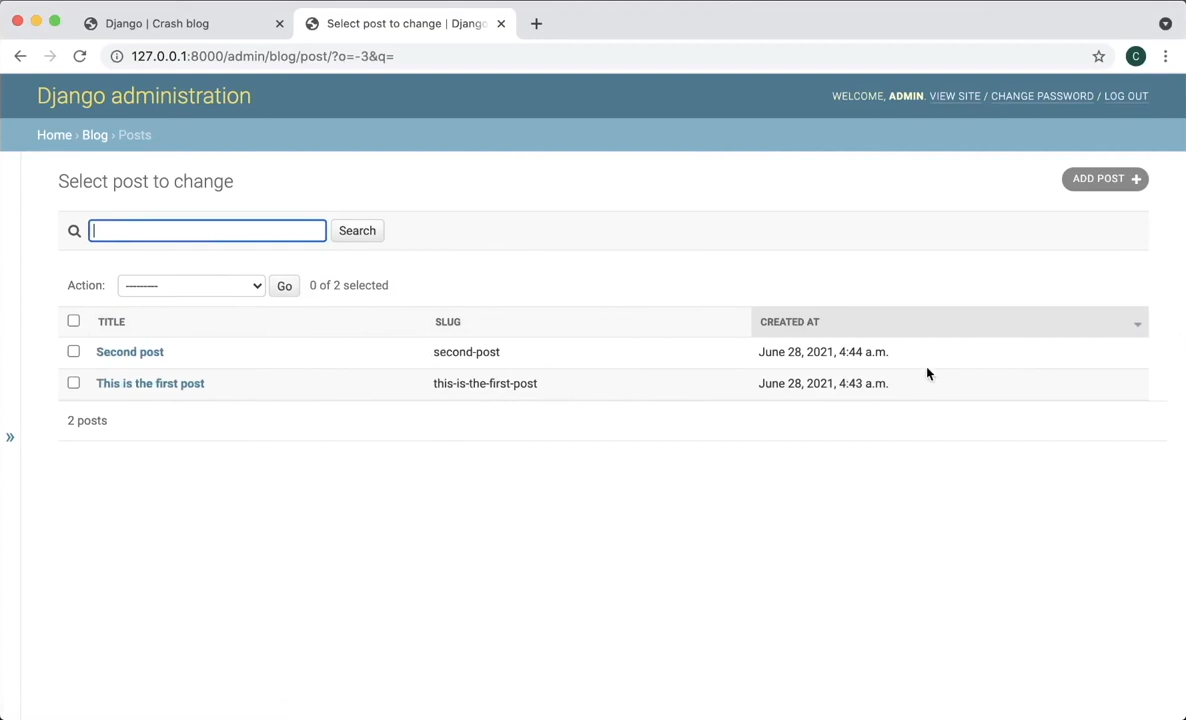 Django | Crash blog
Select post to change | Django
127.0.0.1:8000/admin/blog/post/?o=-3&q=
C
Django administration
WELCOME, ADMIN. VIEW SITE / CHANGE PASSWORD / LOG OUT
Home › Blog › Posts
Select post to change
ADD POST +
Search
Action: --------- Go 0 of 2 selected
TITLE SLUG CREATED AT
Second post second-post June 28, 2021, 4:44 a.m.
This is the first post this-is-the-first-post June 28, 2021, 4:43 a.m.
2 posts
»